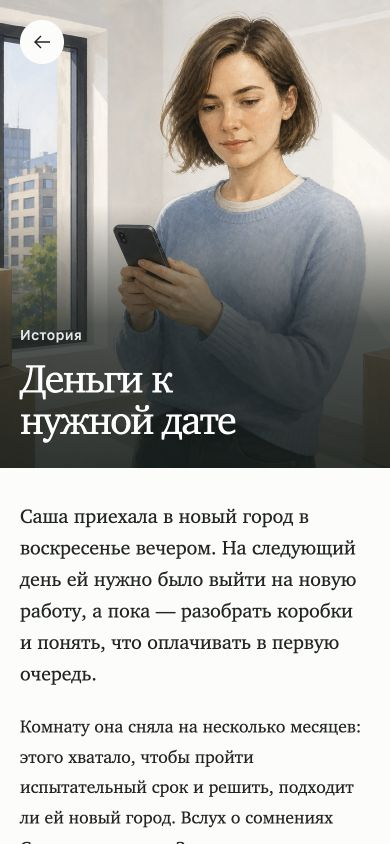 История
Деньги к
нужной дате
Саша приехала в новый город в
воскресенье вечером. На следующий
день ей нужно было выйти на новую
работу, а пока — разобрать коробки
и понять, что оплачивать в первую
очередь.
Комнату она сняла на несколько месяцев:
этого хватало, чтобы пройти
испытательный срок и решить, подходит
ли ей новый город. Вслух о сомнениях